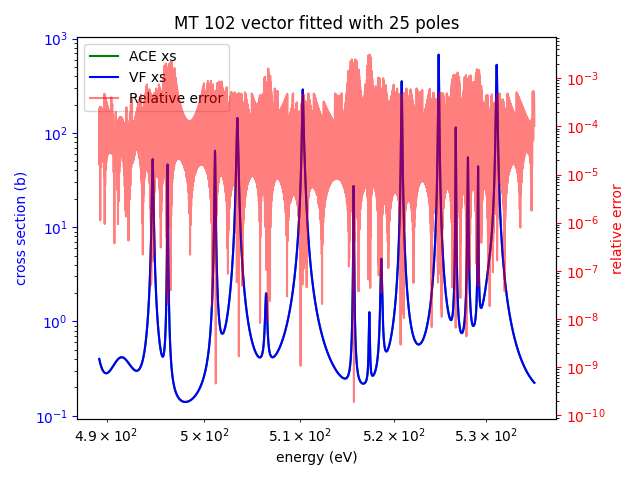 MT 102 vector fitted with 25 poles
ACE xs
VF xs
Relative error
cross section (b)
10³
10²
10¹
10⁰
10⁻¹
10⁻³
10⁻⁴
10⁻⁵
10⁻⁶
10⁻⁷
10⁻⁸
10⁻⁹
10⁻¹⁰
relative error
4.9 × 10² 5 × 10² 5.1 × 10² 5.2 × 10² 5.3 × 10²
energy (eV)